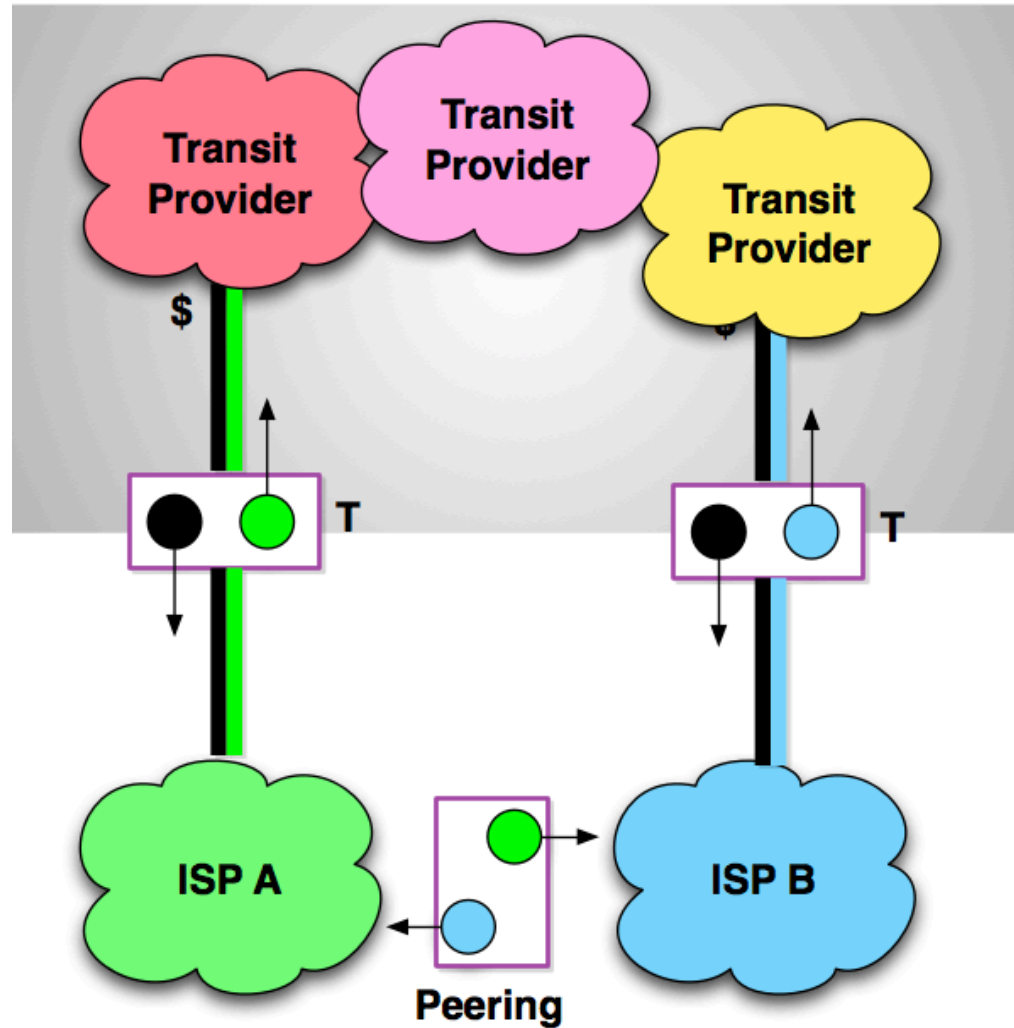 Transit
Provider
Transit
Provider
Transit
Provider
$
$
T
T
ISP A
ISP B
Peering